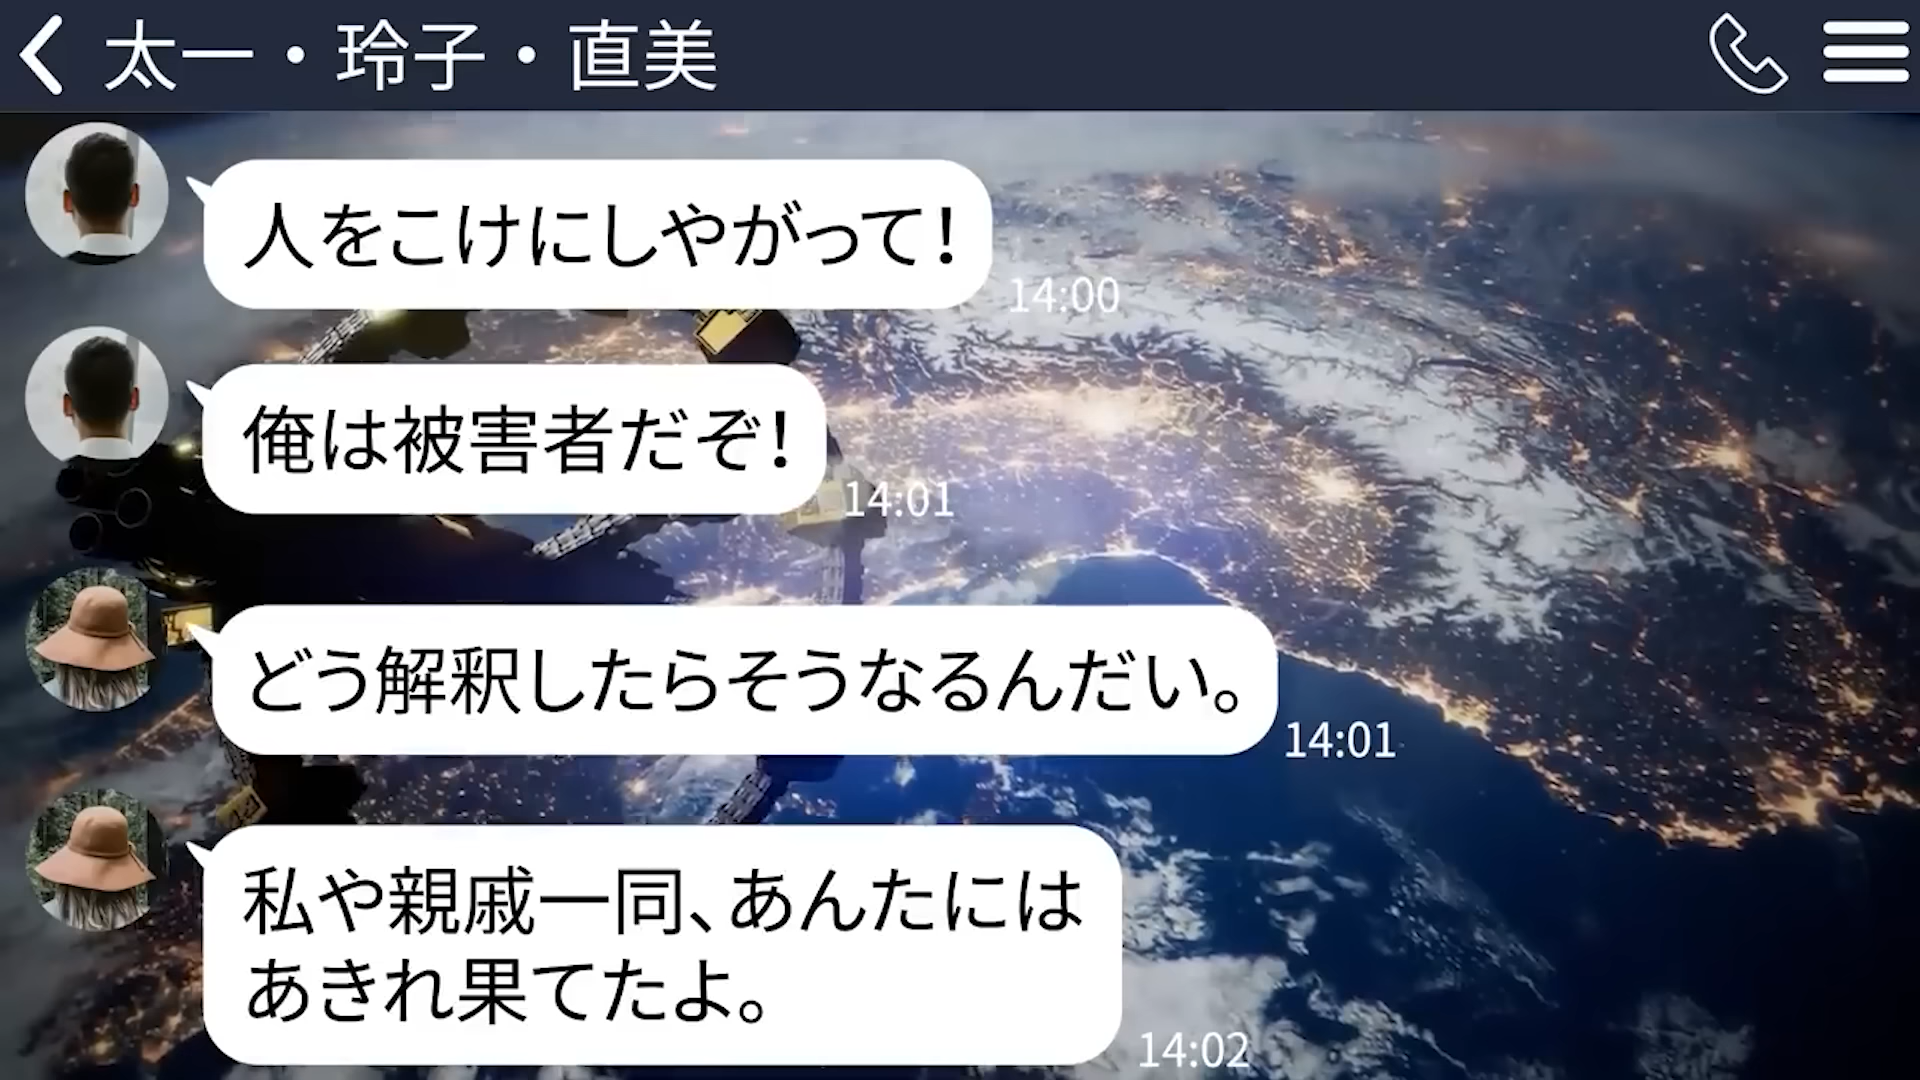 太一・玲子・直美
人をこけにしやがって！
14:00
俺は被害者だぞ！
14:01
どう解釈したらそうなるんだい。
14:01
私や親戚一同、あんたには
あきれ果てたよ。
14:02